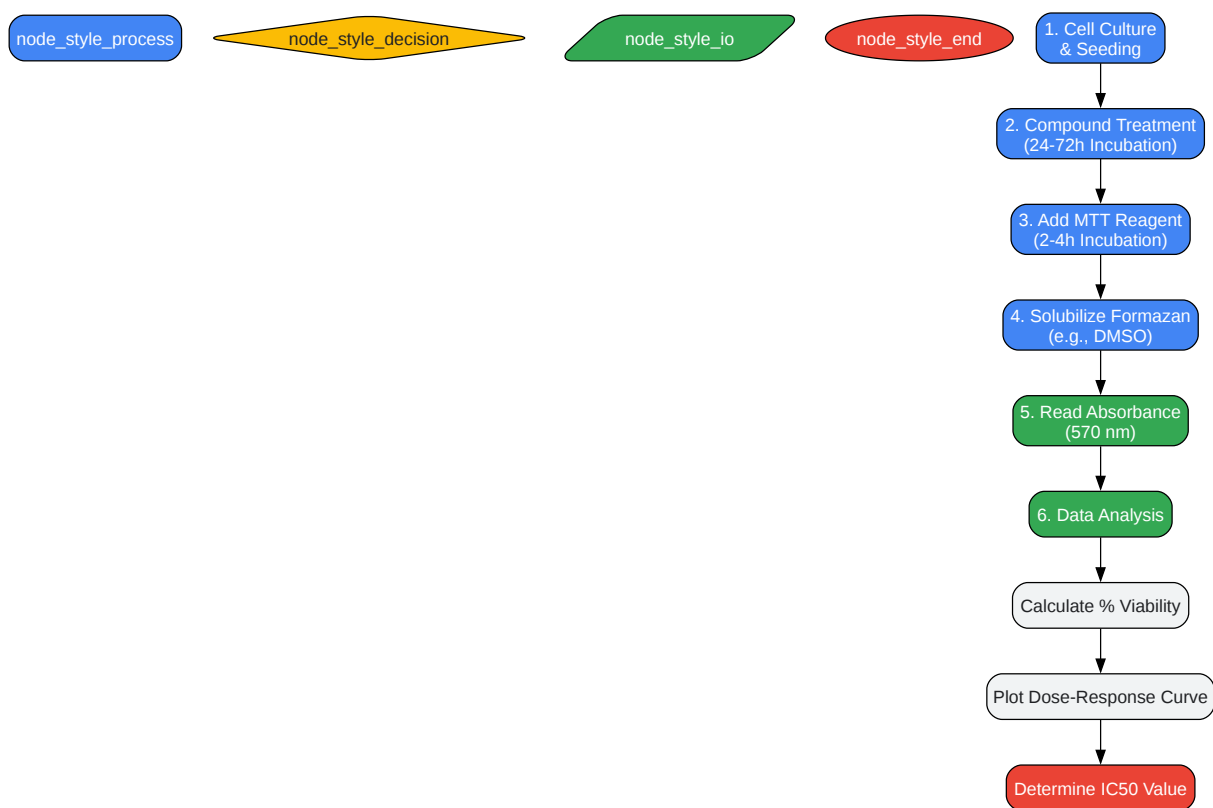 node_style_process
node_style_decision
node_style_io
node_style_end
1. Cell Culture
& Seeding
2. Compound Treatment
(24-72h Incubation)
3. Add MTT Reagent
(2-4h Incubation)
4. Solubilize Formazan
(e.g., DMSO)
5. Read Absorbance
(570 nm)
6. Data Analysis
Calculate % Viability
Plot Dose-Response Curve
Determine IC50 Value